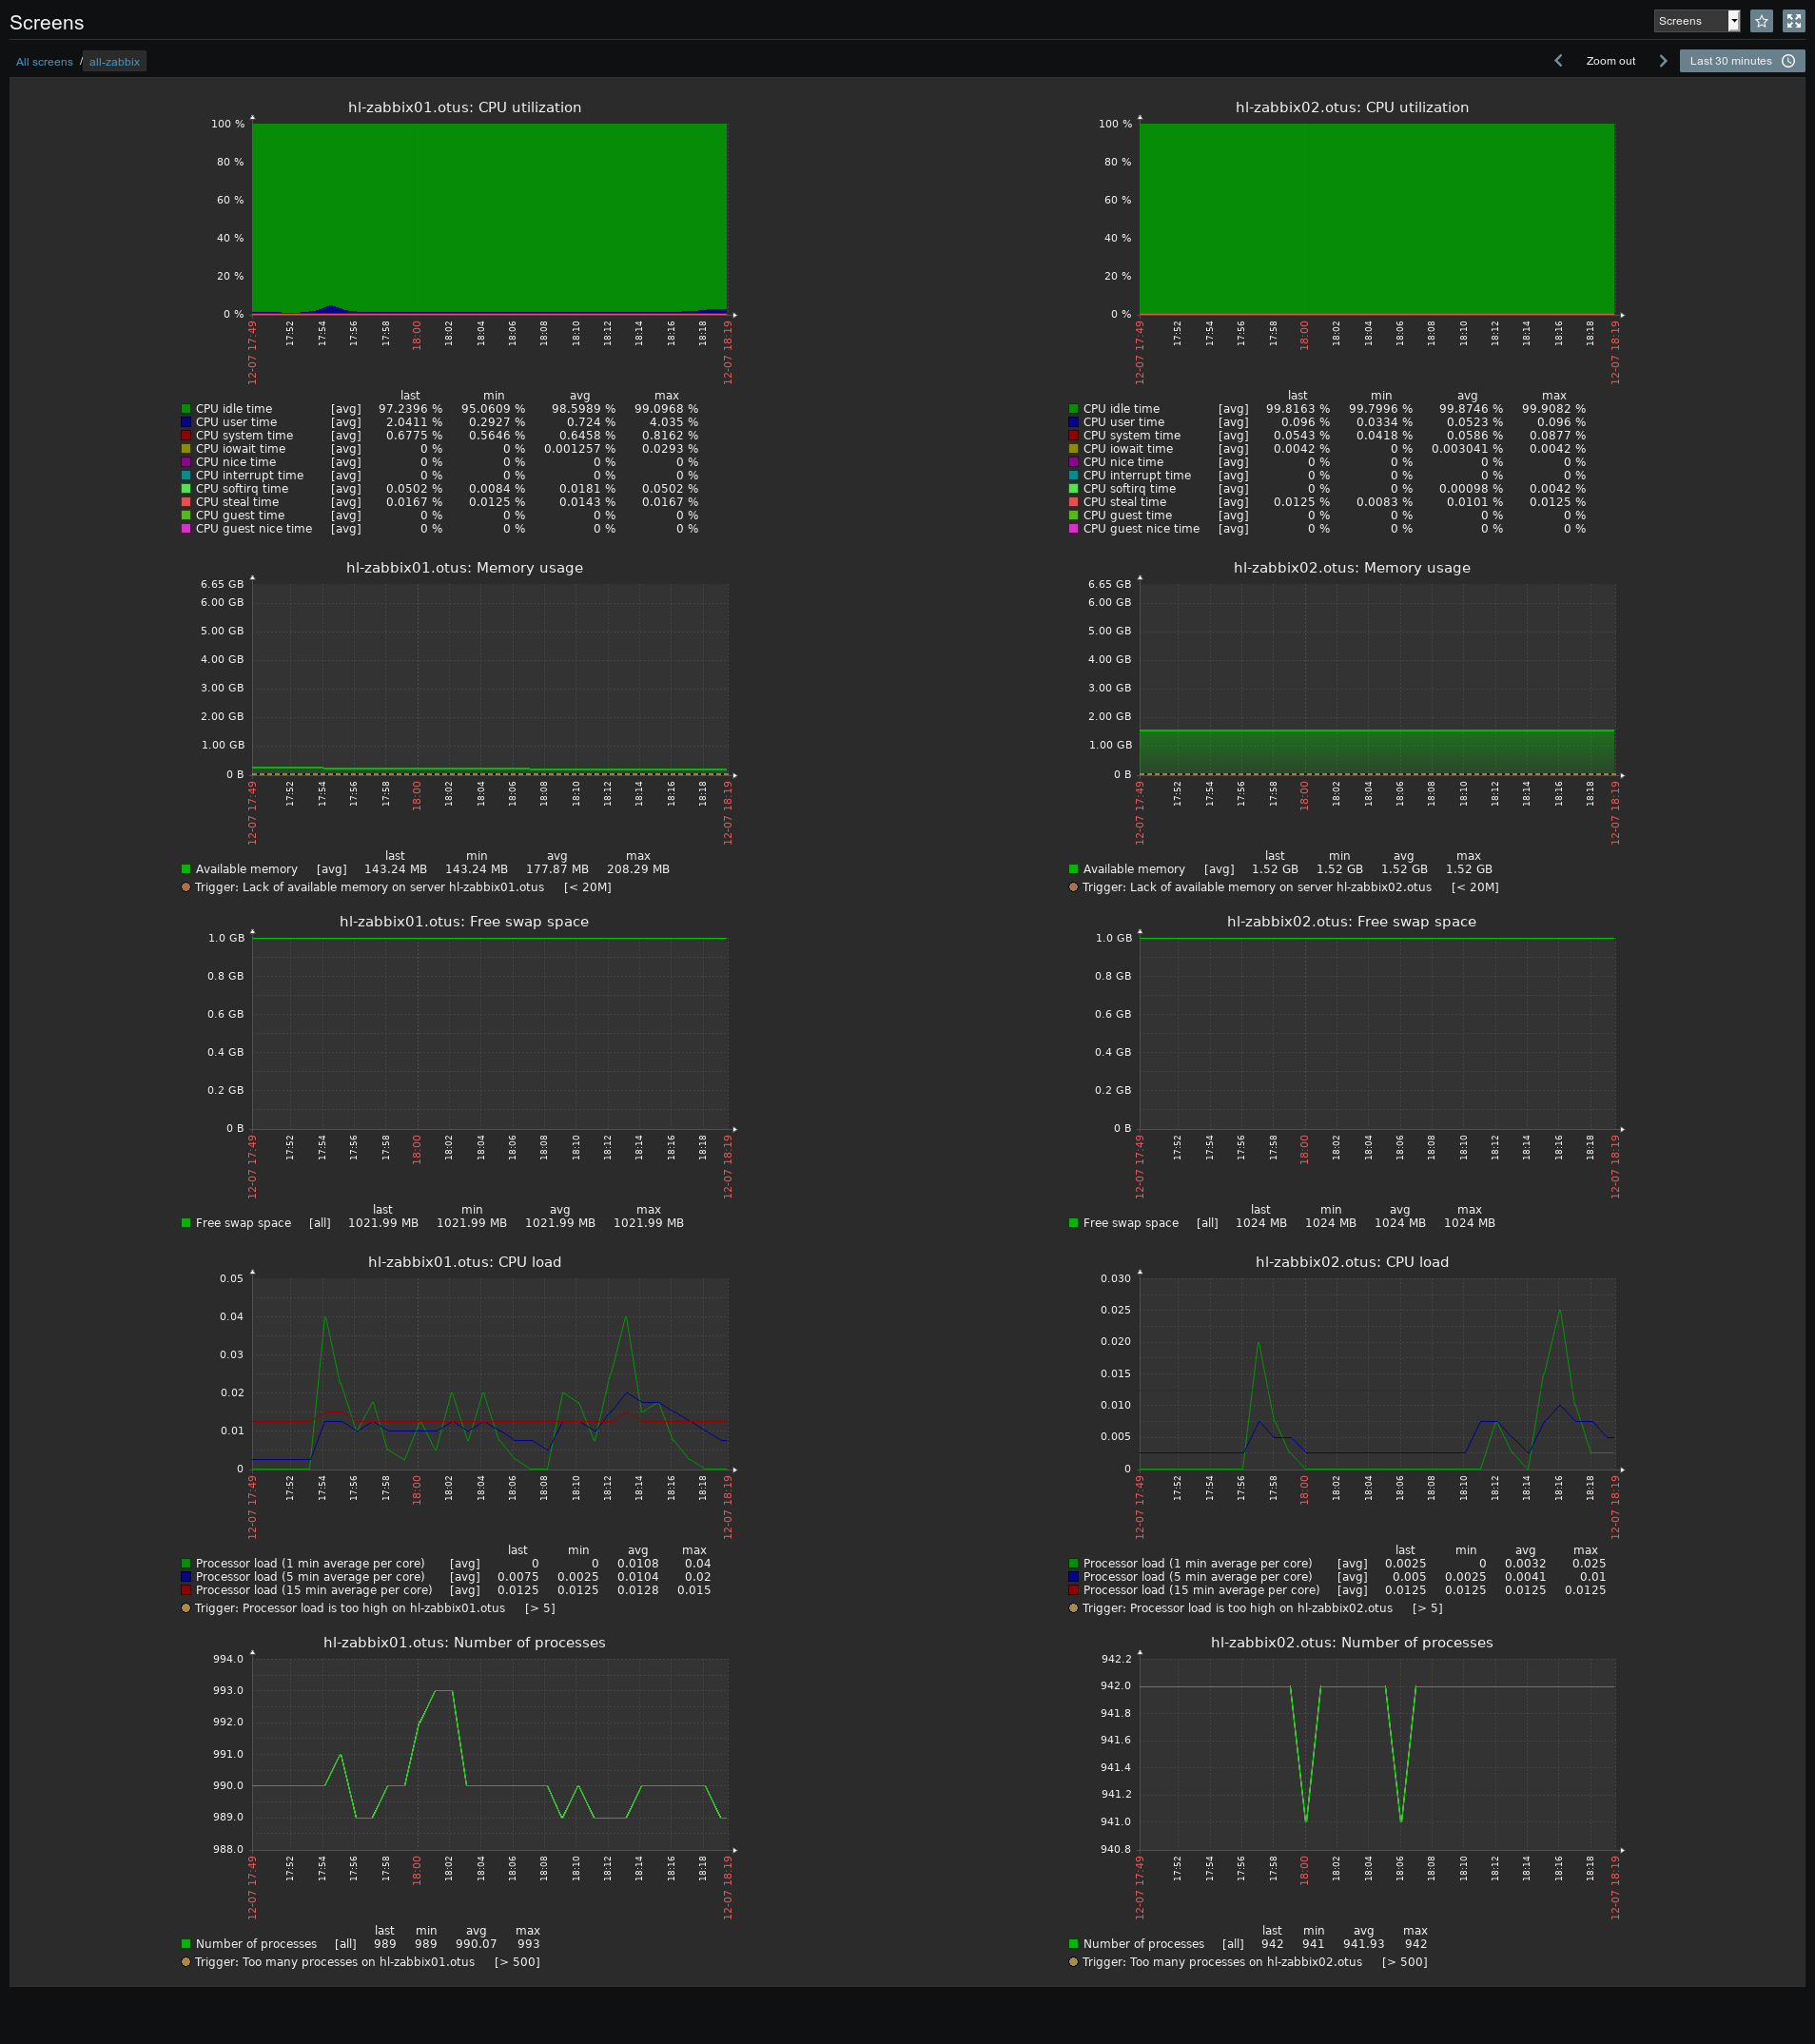 Screens
Screens
All screens / all-zabbix
Zoom out
Last 30 minutes
hl-zabbix01.otus: CPU utilization
100 %
80 %
60 %
40 %
20 %
0 %
12-07 17:49 17:52 17:54 17:56 17:58 18:00 18:02 18:04 18:06 18:08 18:10 18:12 18:14 18:16 18:18 12-07 18:19
last min avg max
CPU idle time [avg] 97.2396 % 95.0609 % 98.5989 % 99.0968 %
CPU user time [avg] 2.0411 % 0.2927 % 0.724 % 4.035 %
CPU system time [avg] 0.6775 % 0.5646 % 0.6458 % 0.8162 %
CPU iowait time [avg] 0 % 0 % 0.001257 % 0.0293 %
CPU nice time [avg] 0 % 0 % 0 % 0 %
CPU interrupt time [avg] 0 % 0 % 0 % 0 %
CPU softirq time [avg] 0.0502 % 0.0084 % 0.0181 % 0.0502 %
CPU steal time [avg] 0.0167 % 0.0125 % 0.0143 % 0.0167 %
CPU guest time [avg] 0 % 0 % 0 % 0 %
CPU guest nice time [avg] 0 % 0 % 0 % 0 %
hl-zabbix02.otus: CPU utilization
100 %
80 %
60 %
40 %
20 %
0 %
12-07 17:49 17:52 17:54 17:56 17:58 18:00 18:02 18:04 18:06 18:08 18:10 18:12 18:14 18:16 18:18 12-07 18:19
last min avg max
CPU idle time [avg] 99.8163 % 99.7996 % 99.8746 % 99.9082 %
CPU user time [avg] 0.096 % 0.0334 % 0.0523 % 0.096 %
CPU system time [avg] 0.0543 % 0.0418 % 0.0586 % 0.0877 %
CPU iowait time [avg] 0.0042 % 0 % 0.003041 % 0.0042 %
CPU nice time [avg] 0 % 0 % 0 % 0 %
CPU interrupt time [avg] 0 % 0 % 0 % 0 %
CPU softirq time [avg] 0 % 0 % 0.00098 % 0.0042 %
CPU steal time [avg] 0.0125 % 0.0083 % 0.0101 % 0.0125 %
CPU guest time [avg] 0 % 0 % 0 % 0 %
CPU guest nice time [avg] 0 % 0 % 0 % 0 %
hl-zabbix01.otus: Memory usage
6.65 GB
6.00 GB
5.00 GB
4.00 GB
3.00 GB
2.00 GB
1.00 GB
0 B
12-07 17:49 17:52 17:54 17:56 17:58 18:00 18:02 18:04 18:06 18:08 18:10 18:12 18:14 18:16 18:18 12-07 18:19
last min avg max
Available memory [avg] 143.24 MB 143.24 MB 177.87 MB 208.29 MB
Trigger: Lack of available memory on server hl-zabbix01.otus [< 20M]
hl-zabbix02.otus: Memory usage
6.65 GB
6.00 GB
5.00 GB
4.00 GB
3.00 GB
2.00 GB
1.00 GB
0 B
12-07 17:49 17:52 17:54 17:56 17:58 18:00 18:02 18:04 18:06 18:08 18:10 18:12 18:14 18:16 18:18 12-07 18:19
last min avg max
Available memory [avg] 1.52 GB 1.52 GB 1.52 GB 1.52 GB
Trigger: Lack of available memory on server hl-zabbix02.otus [< 20M]
hl-zabbix01.otus: Free swap space
1.0 GB
0.8 GB
0.6 GB
0.4 GB
0.2 GB
0 B
12-07 17:49 17:52 17:54 17:56 17:58 18:00 18:02 18:04 18:06 18:08 18:10 18:12 18:14 18:16 18:18 12-07 18:19
last min avg max
Free swap space [all] 1021.99 MB 1021.99 MB 1021.99 MB 1021.99 MB
hl-zabbix02.otus: Free swap space
1.0 GB
0.8 GB
0.6 GB
0.4 GB
0.2 GB
0 B
12-07 17:49 17:52 17:54 17:56 17:58 18:00 18:02 18:04 18:06 18:08 18:10 18:12 18:14 18:16 18:18 12-07 18:19
last min avg max
Free swap space [all] 1024 MB 1024 MB 1024 MB 1024 MB
hl-zabbix01.otus: CPU load
0.05
0.04
0.03
0.02
0.01
0
12-07 17:49 17:52 17:54 17:56 17:58 18:00 18:02 18:04 18:06 18:08 18:10 18:12 18:14 18:16 18:18 12-07 18:19
last min avg max
Processor load (1 min average per core) [avg] 0 0 0.0108 0.04
Processor load (5 min average per core) [avg] 0.0075 0.0025 0.0104 0.02
Processor load (15 min average per core) [avg] 0.0125 0.0125 0.0128 0.015
Trigger: Processor load is too high on hl-zabbix01.otus [> 5]
hl-zabbix02.otus: CPU load
0.030
0.025
0.020
0.015
0.010
0.005
0
12-07 17:49 17:52 17:54 17:56 17:58 18:00 18:02 18:04 18:06 18:08 18:10 18:12 18:14 18:16 18:18 12-07 18:19
last min avg max
Processor load (1 min average per core) [avg] 0.0025 0 0.0032 0.025
Processor load (5 min average per core) [avg] 0.005 0.0025 0.0041 0.01
Processor load (15 min average per core) [avg] 0.0125 0.0125 0.0125 0.0125
Trigger: Processor load is too high on hl-zabbix02.otus [> 5]
hl-zabbix01.otus: Number of processes
994.0
993.0
992.0
991.0
990.0
989.0
988.0
12-07 17:49 17:52 17:54 17:56 17:58 18:00 18:02 18:04 18:06 18:08 18:10 18:12 18:14 18:16 18:18 12-07 18:19
last min avg max
Number of processes [all] 989 989 990.07 993
Trigger: Too many processes on hl-zabbix01.otus [> 500]
hl-zabbix02.otus: Number of processes
942.2
942.0
941.8
941.6
941.4
941.2
941.0
940.8
12-07 17:49 17:52 17:54 17:56 17:58 18:00 18:02 18:04 18:06 18:08 18:10 18:12 18:14 18:16 18:18 12-07 18:19
last min avg max
Number of processes [all] 942 941 941.93 942
Trigger: Too many processes on hl-zabbix02.otus [> 500]